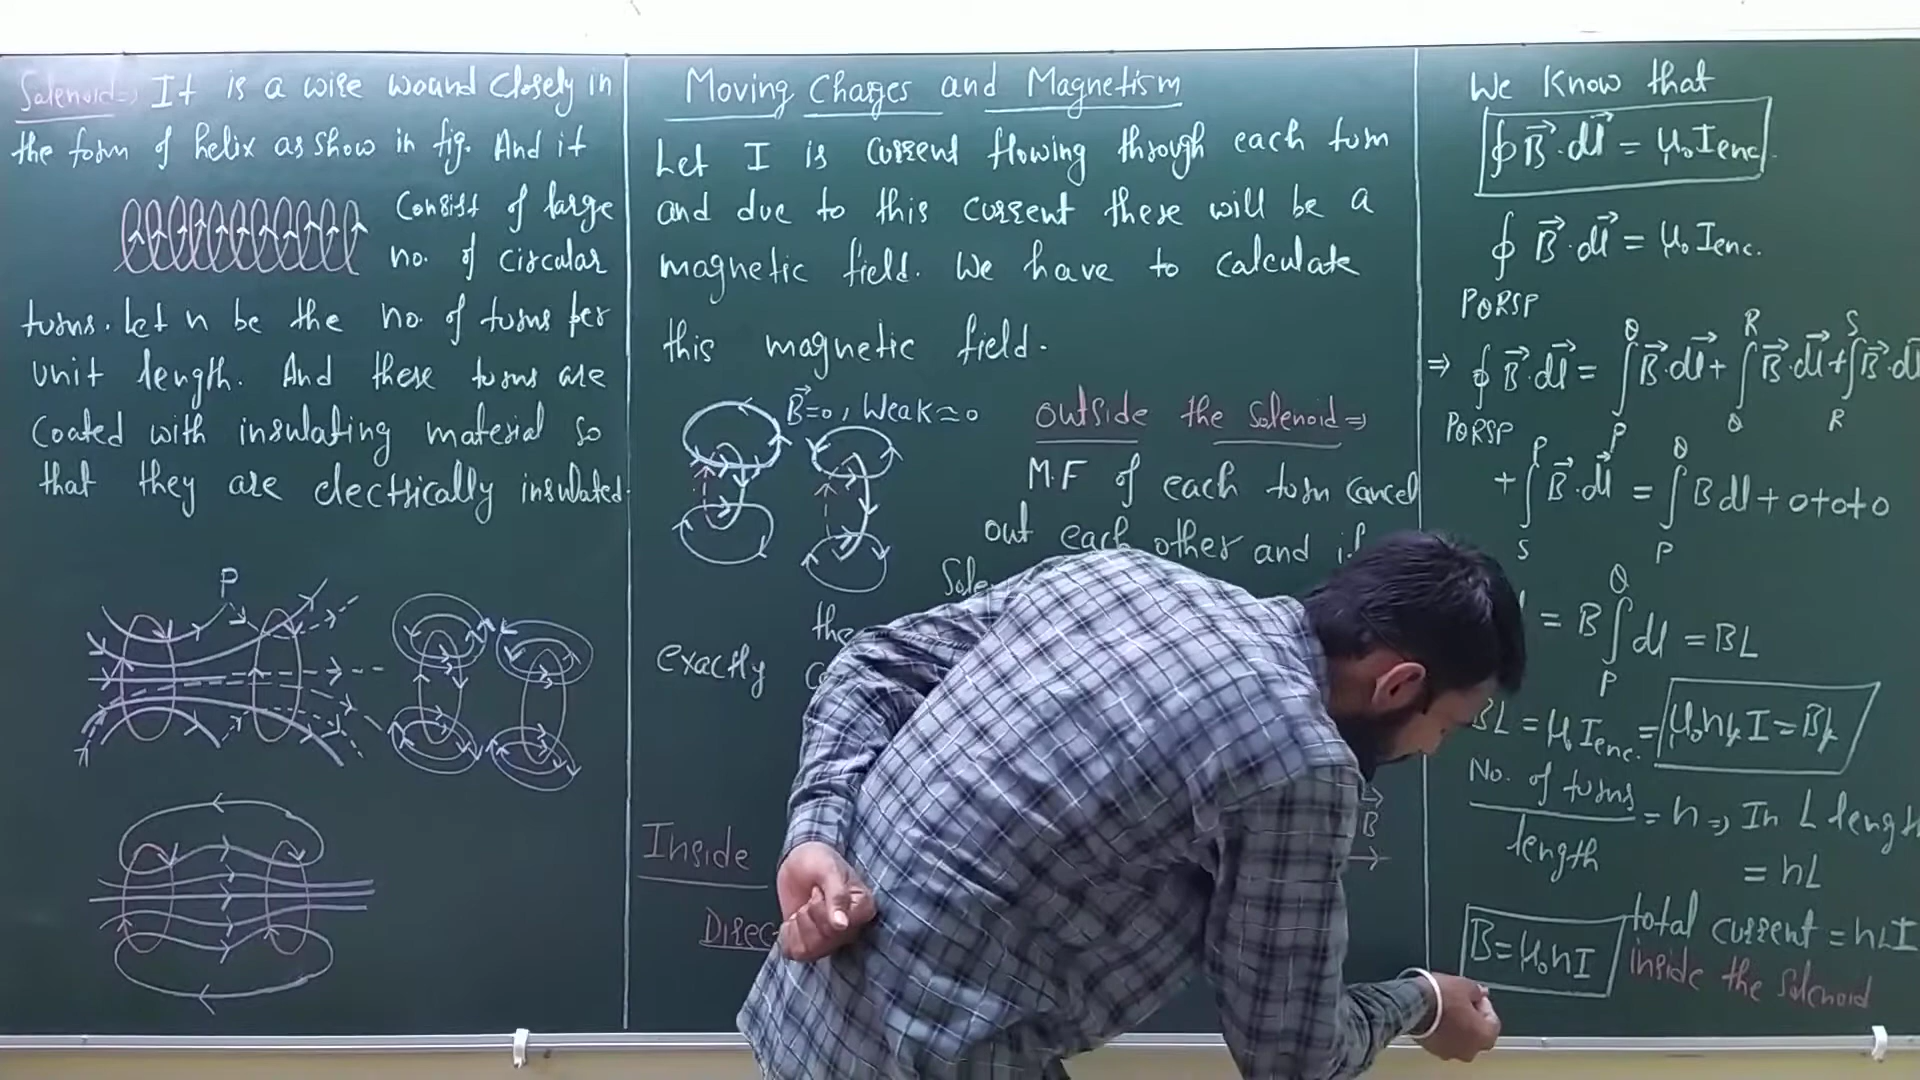 Solenoid⇒ It is a wire wound closely in
the form of helix as show in fig. And it
consist of large
no. of circular
turns. Let n be the no. of turns per
unit length. And these turns are
coated with insulating material so
that they are electrically insulated.
P
Moving Charges and Magnetism
Let I is current flowing through each turn
and due to this current there will be a
magnetic field. We have to calculate
this magnetic field.
B⃗=0, Weak≈0
outside the solenoid⇒
M.F of each turn cancel
out each other and if
Sole
the
exactly
Inside
Direc
B⃗
We Know that
∮B⃗.dl⃗ = μ₀Ienc.
∮ B⃗.dl⃗ = μ₀ Ienc.
PQRSP
Q R S
⇒ ∮ B⃗.dl⃗ = ∫B⃗.dl⃗ + ∫B⃗.dl⃗ + ∫B⃗.dl⃗
PQRSP P Q R
P Q
+ ∫ B⃗.dl⃗ = ∫ B dl + 0+0+0
S P
Q
= B ∫ dl = BL
P
BL = μ₀ Ienc. = μ₀nL I = BL
No. of turns
/ length = n ⇒ In L length
= nL
total current = nLI
B = μ₀nI inside the solenoid